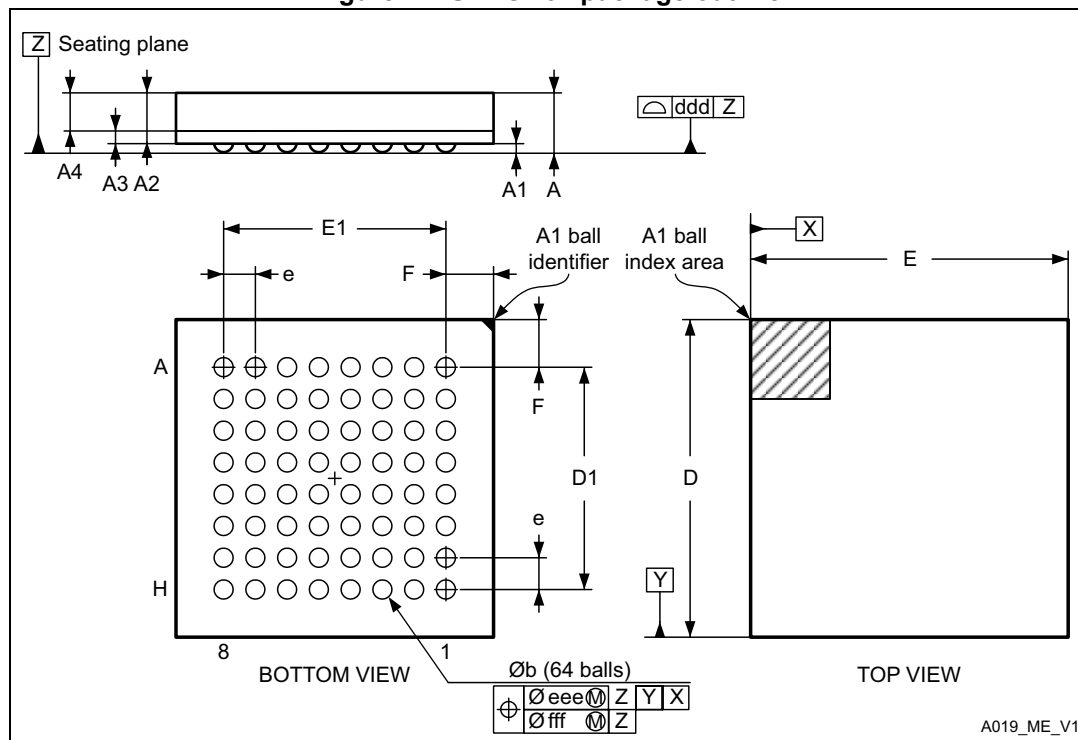 Z Seating plane
ddd Z
A4
A3 A2
A1
A
E1
A1 ball
identifier
A1 ball
index area
X
E
e
F
A
F
D1
D
e
H
Y
8
1
BOTTOM VIEW
Øb (64 balls)
TOP VIEW
Ø eee Ⓜ Z Y X
Ø fff Ⓜ Z
A019_ME_V1